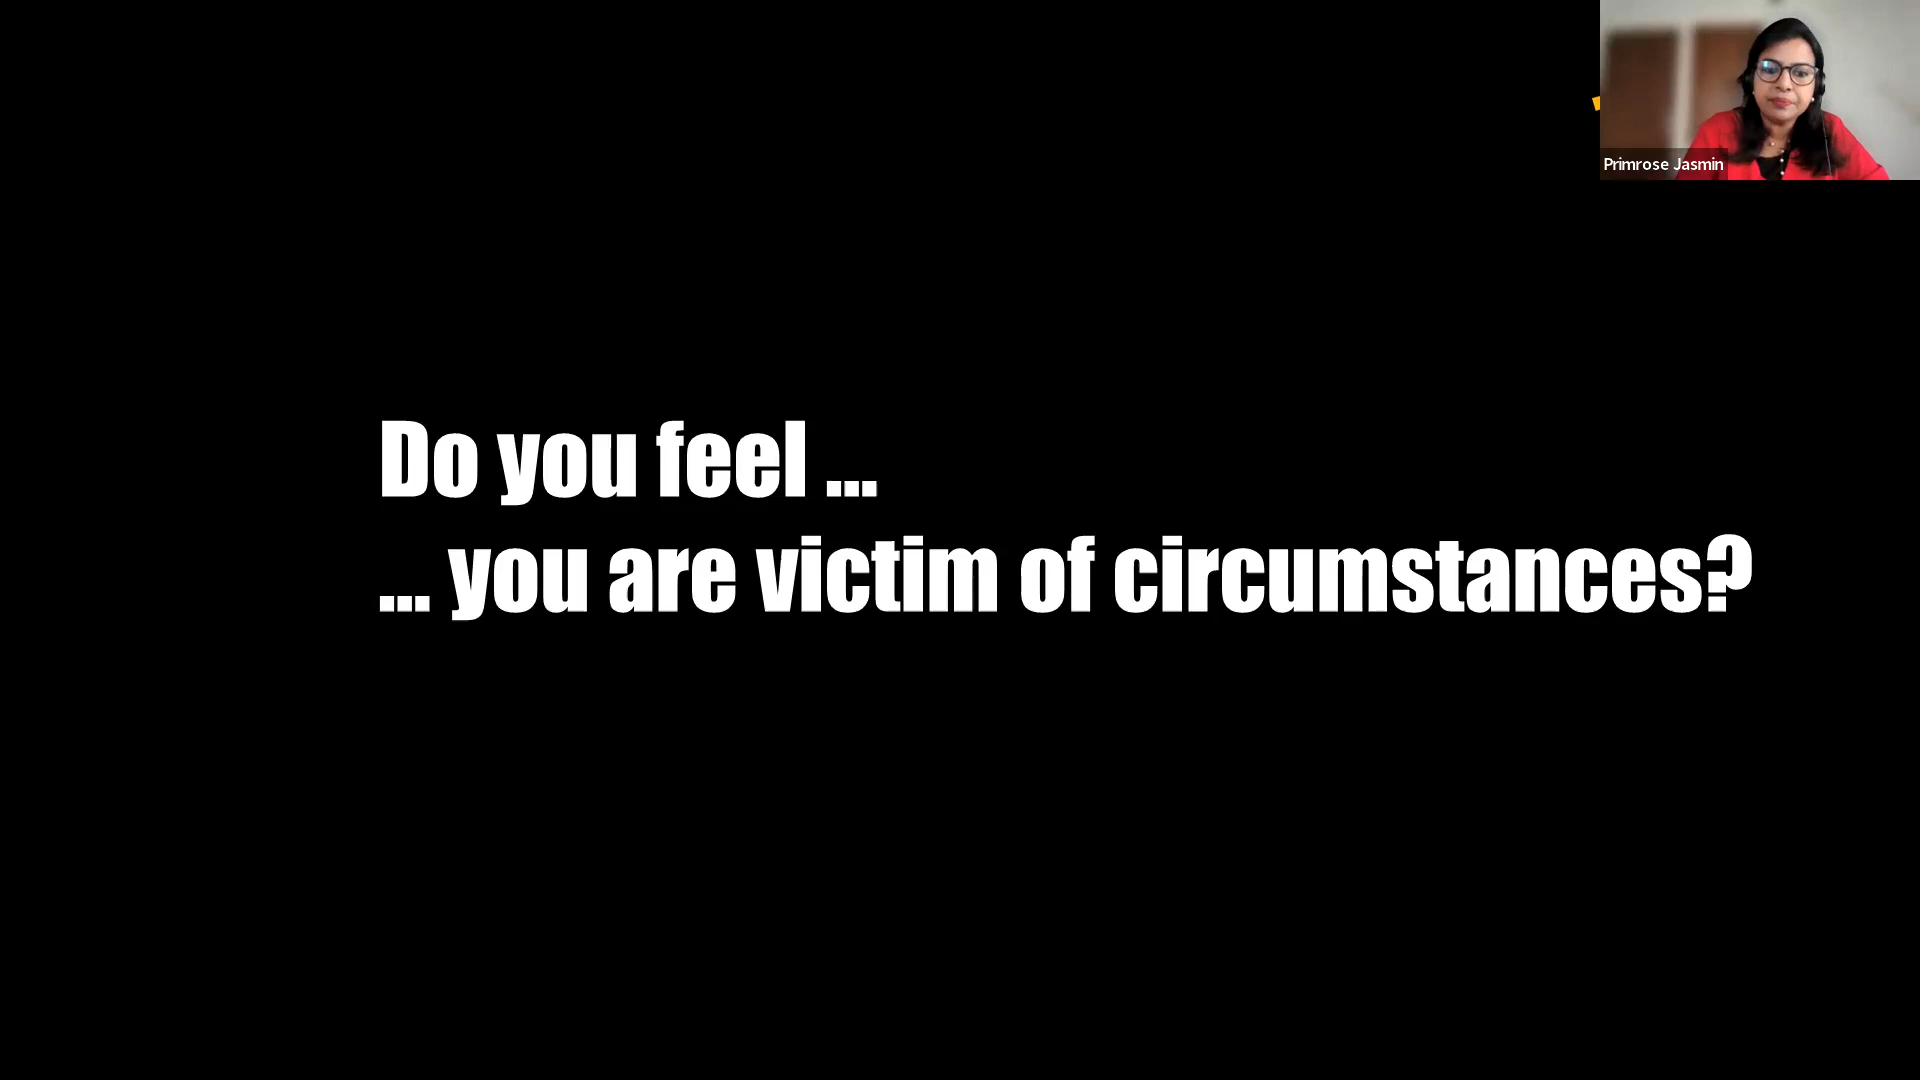 Primrose Jasmin
Do you feel ...
... you are victim of circumstances?